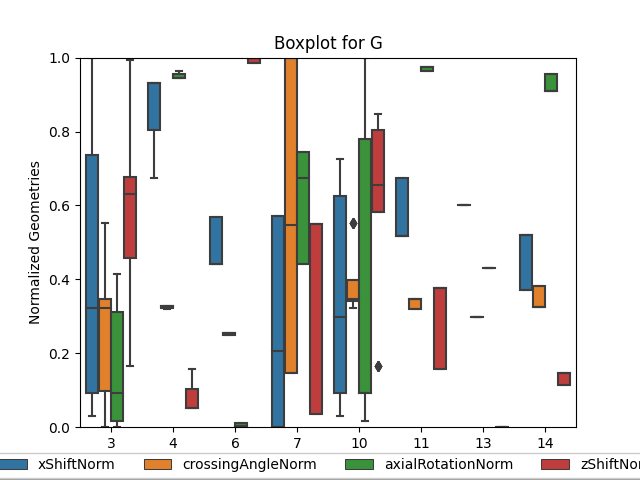 Boxplot for G
Normalized Geometries
1.0
0.8
0.6
0.4
0.2
0.0
3 4 6 7 10 11 13 14
xShiftNorm crossingAngleNorm axialRotationNorm zShiftNor